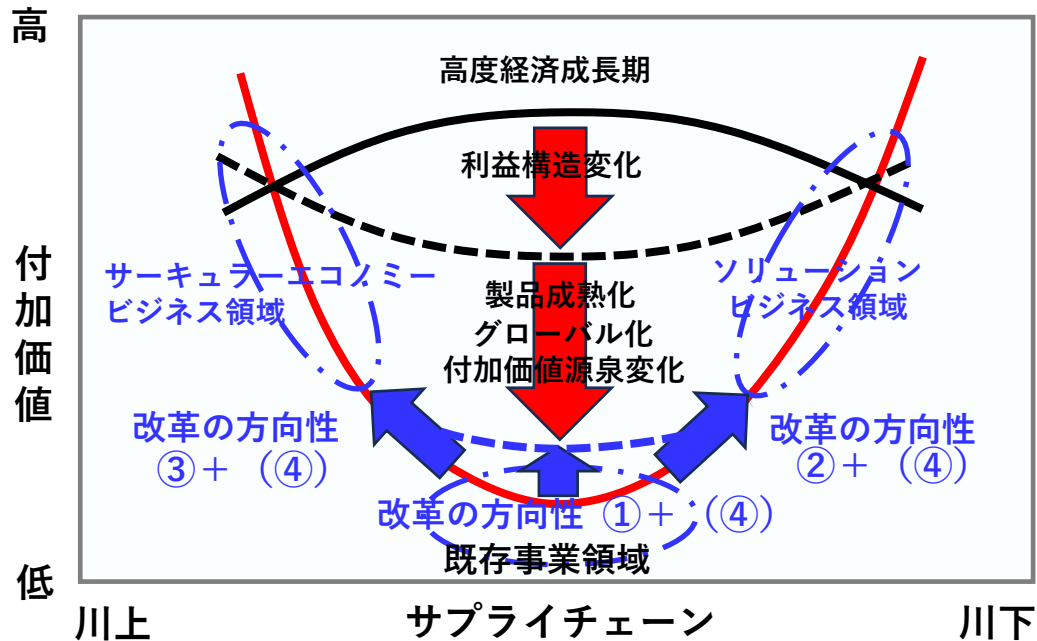 高
高度経済成長期
利益構造変化
付加価値
サーキュラーエコノミー
ビジネス領域
ソリューション
ビジネス領域
製品成熟化
グローバル化
付加価値源泉変化
改革の方向性
③＋（④）
改革の方向性
②＋（④）
改革の方向性 ①＋（④）
既存事業領域
低
川上
サプライチェーン
川下